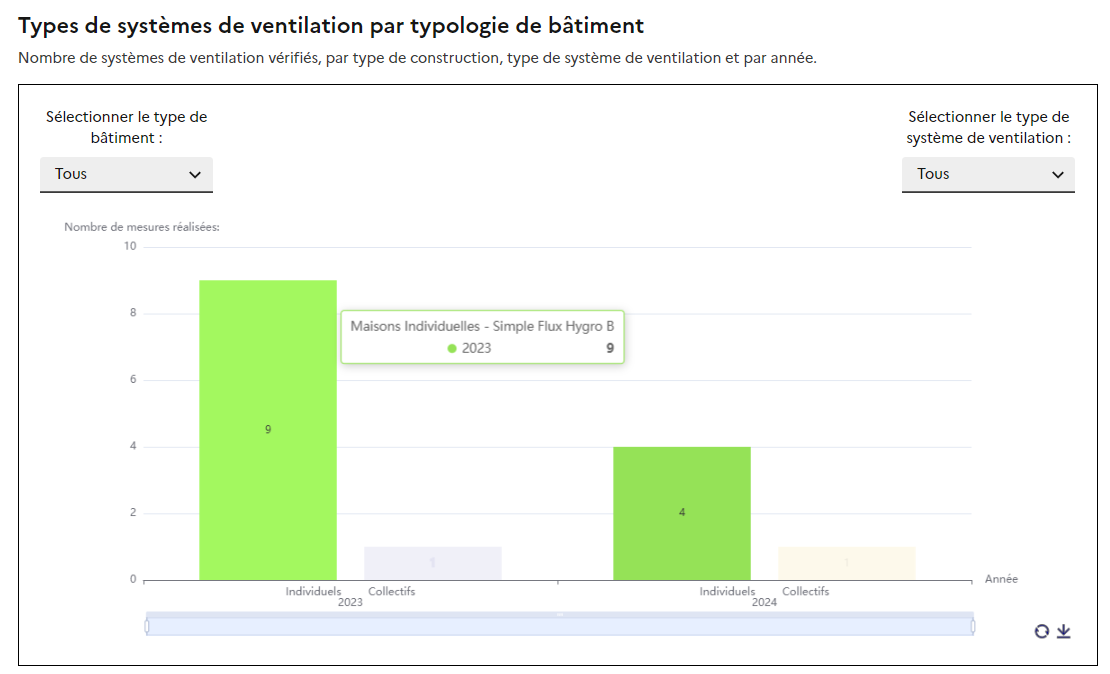 Types de systèmes de ventilation par typologie de bâtiment
Nombre de systèmes de ventilation vérifiés, par type de construction, type de système de ventilation et par année.
Sélectionner le type de
bâtiment :
Tous
Sélectionner le type de
système de ventilation :
Tous
Nombre de mesures réalisées:
10
8
6
4
2
0
Maisons Individuelles - Simple Flux Hygro B
2023 9
9
1
4
1
Individuels Collectifs
2023
Individuels Collectifs
2024
Année